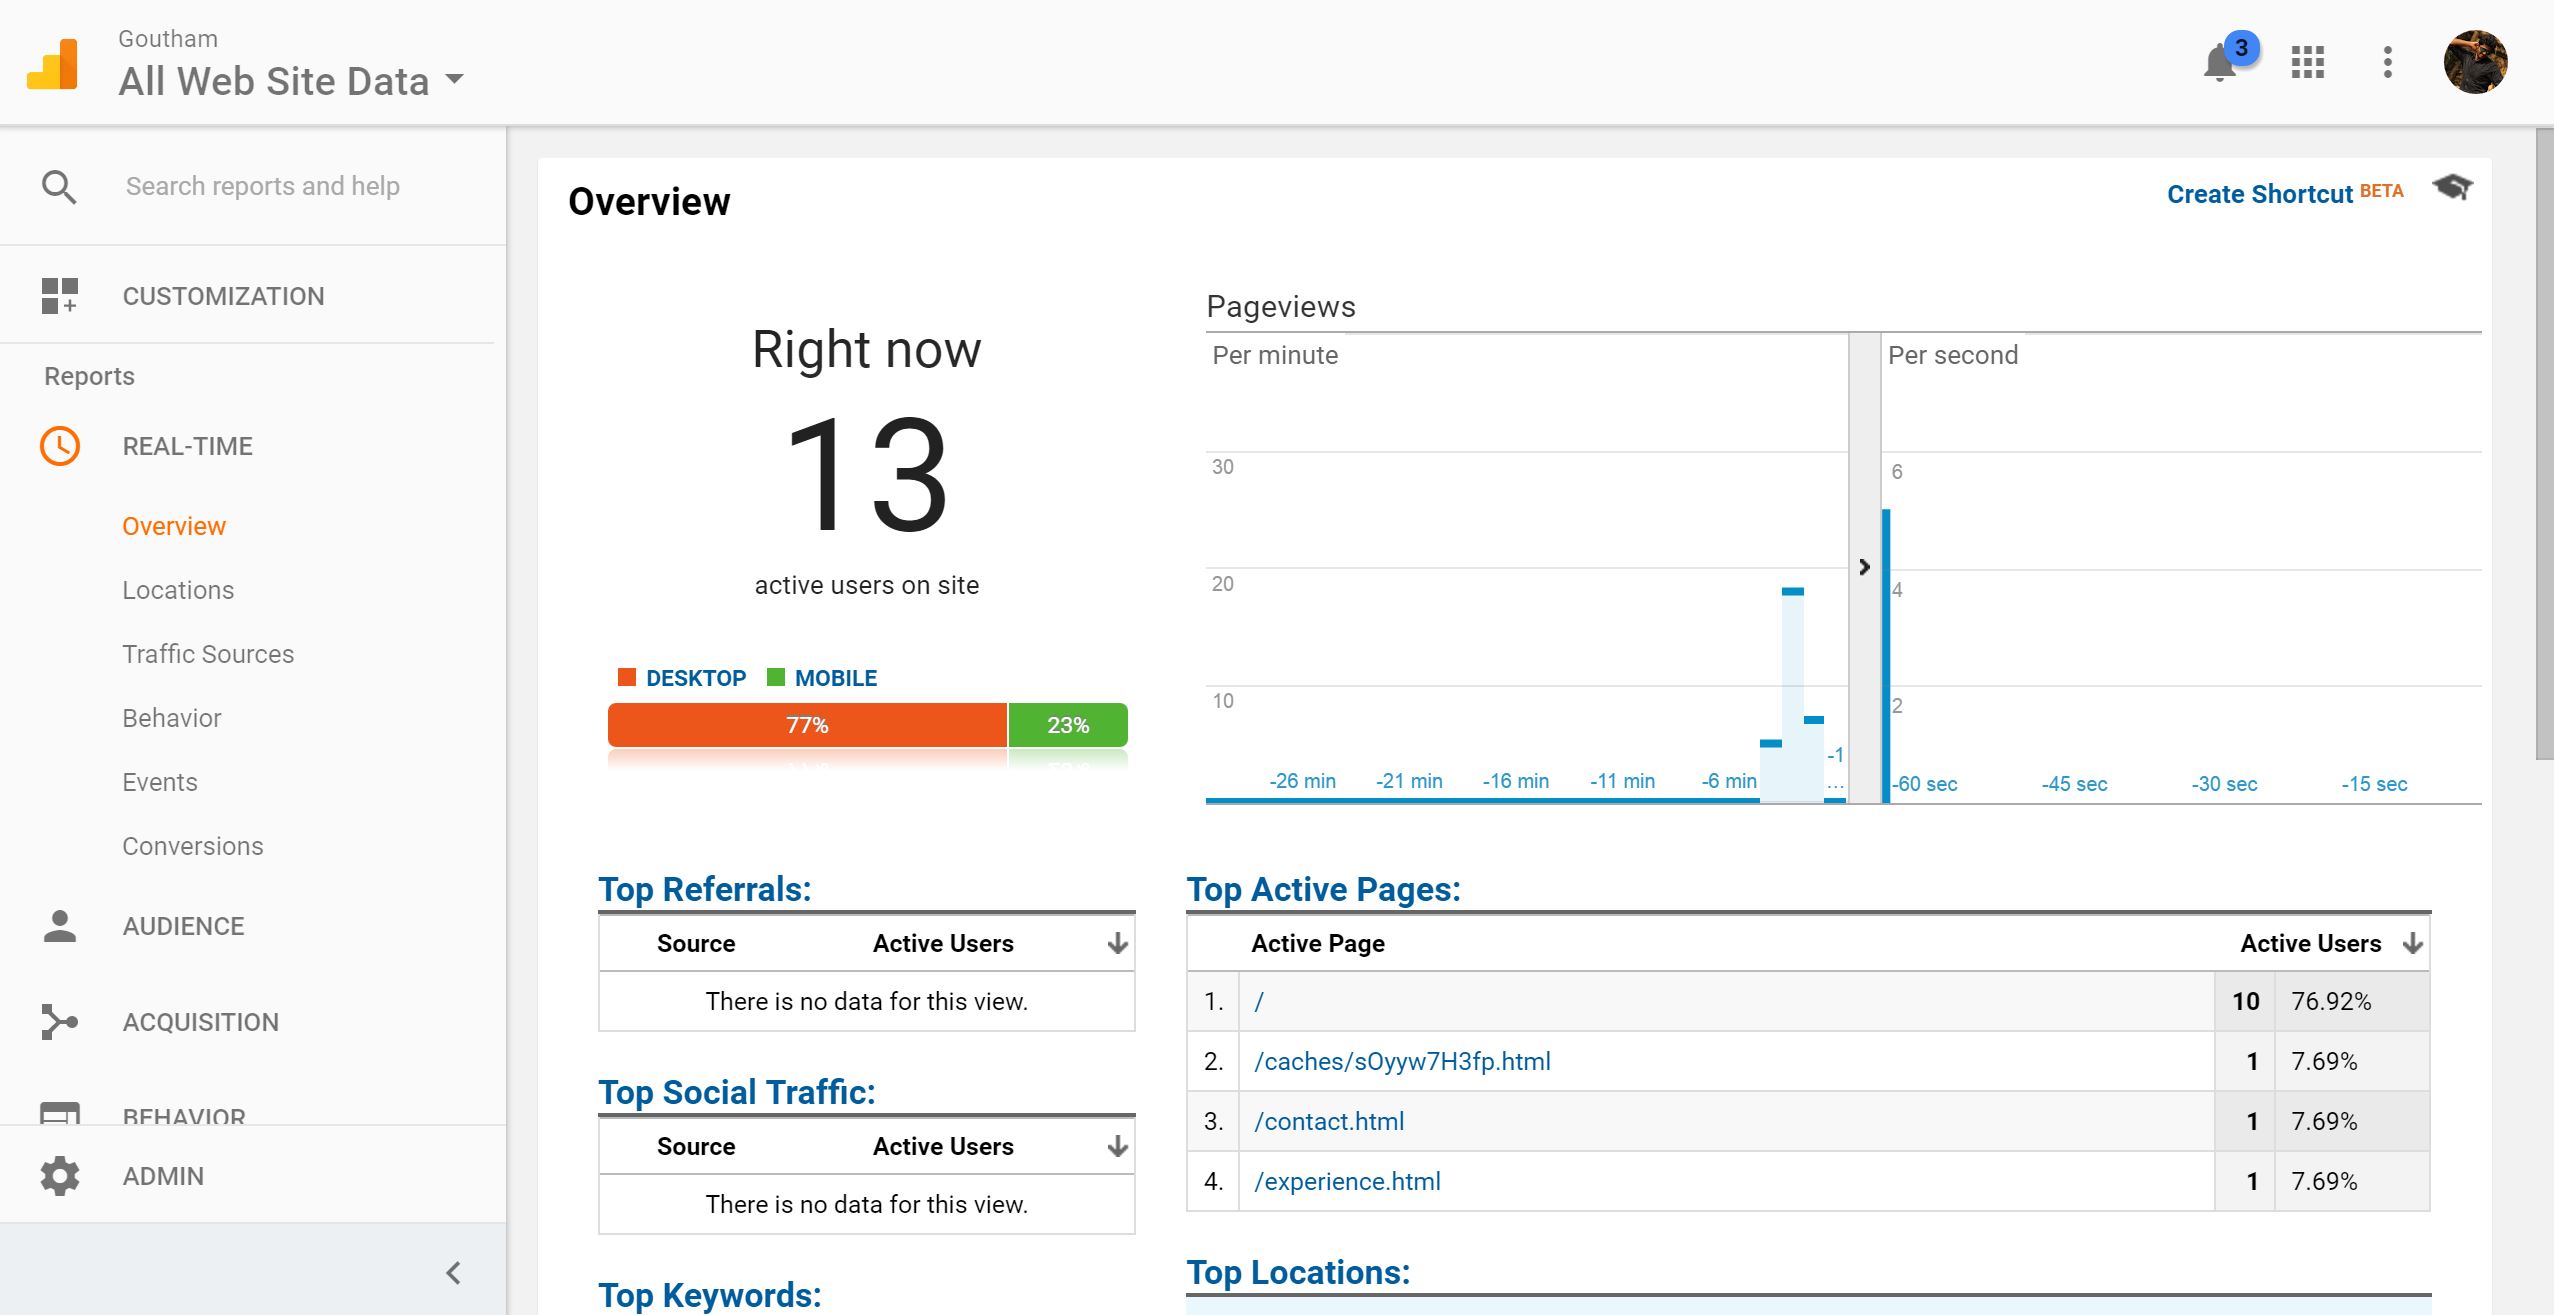 Goutham
All Web Site Data
3
Search reports and help
CUSTOMIZATION
Reports
REAL-TIME
Overview
Locations
Traffic Sources
Behavior
Events
Conversions
AUDIENCE
ACQUISITION
BEHAVIOR
ADMIN
Overview
Create Shortcut BETA
Right now
13
active users on site
DESKTOP MOBILE
77% 23%
Pageviews
Per minute
30
20
10
-26 min -21 min -16 min -11 min -6 min -1 ...
Per second
6
4
2
-60 sec -45 sec -30 sec -15 sec
Top Referrals:
Source Active Users
There is no data for this view.
Top Social Traffic:
Source Active Users
There is no data for this view.
Top Keywords:
Top Active Pages:
Active Page Active Users
1. / 10 76.92%
2. /caches/sOyyw7H3fp.html 1 7.69%
3. /contact.html 1 7.69%
4. /experience.html 1 7.69%
Top Locations: